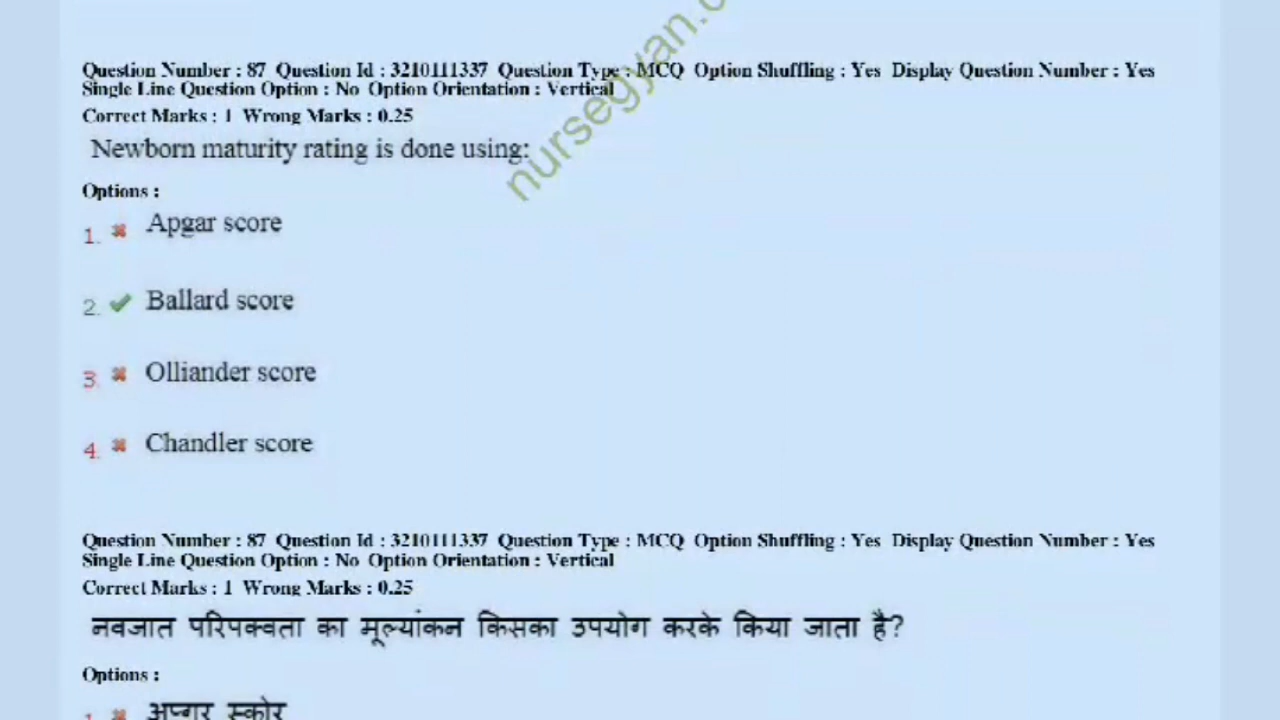 nursegyan.c
Question Number : 87 Question Id : 3210111337 Question Type : MCQ Option Shuffling : Yes Display Question Number : Yes
Single Line Question Option : No Option Orientation : Vertical
Correct Marks : 1 Wrong Marks : 0.25
Newborn maturity rating is done using:
Options :
1. Apgar score
2. Ballard score
3. Olliander score
4. Chandler score
Question Number : 87 Question Id : 3210111337 Question Type : MCQ Option Shuffling : Yes Display Question Number : Yes
Single Line Question Option : No Option Orientation : Vertical
Correct Marks : 1 Wrong Marks : 0.25
नवजात परिपक्वता का मूल्यांकन किसका उपयोग करके किया जाता है?
Options :
1. अप्गर स्कोर